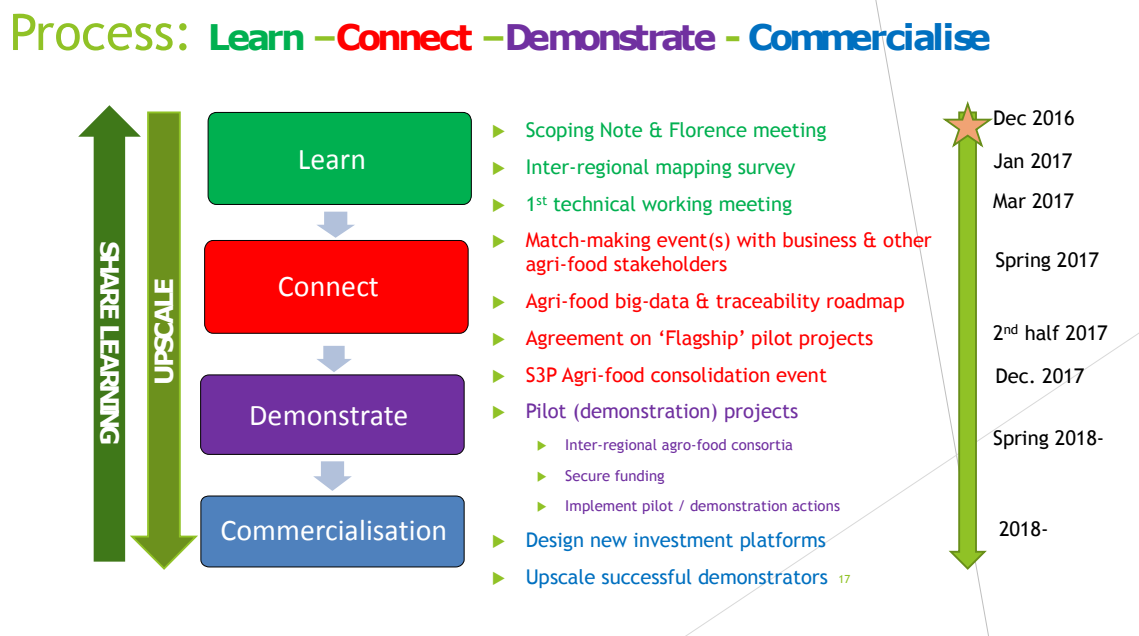 Process: Learn –Connect –Demonstrate - Commercialise
SHARE LEARNING
UPSCALE
Learn
Connect
Demonstrate
Commercialisation
Scoping Note & Florence meeting
Inter-regional mapping survey
1st technical working meeting
Match-making event(s) with business & other
agri-food stakeholders
Agri-food big-data & traceability roadmap
Agreement on ‘Flagship’ pilot projects
S3P Agri-food consolidation event
Pilot (demonstration) projects
Inter-regional agro-food consortia
Secure funding
Implement pilot / demonstration actions
Design new investment platforms
Upscale successful demonstrators
17
Dec 2016
Jan 2017
Mar 2017
Spring 2017
2nd half 2017
Dec. 2017
Spring 2018-
2018-